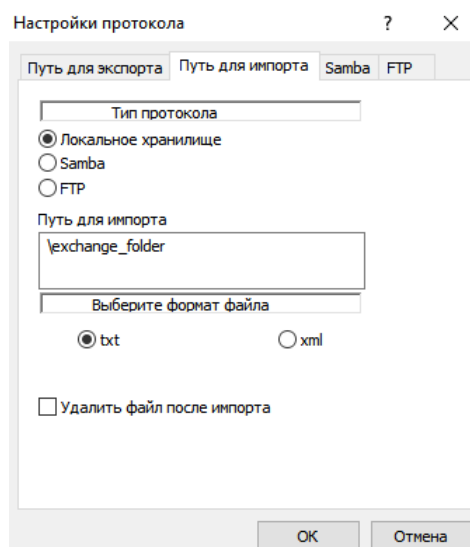 Настройки протокола ? ×
Путь для экспорта Путь для импорта Samba FTP
Тип протокола
Локальное хранилище
Samba
FTP
Путь для импорта
\exchange_folder
Выберите формат файла
txt xml
Удалить файл после импорта
OK Отмена